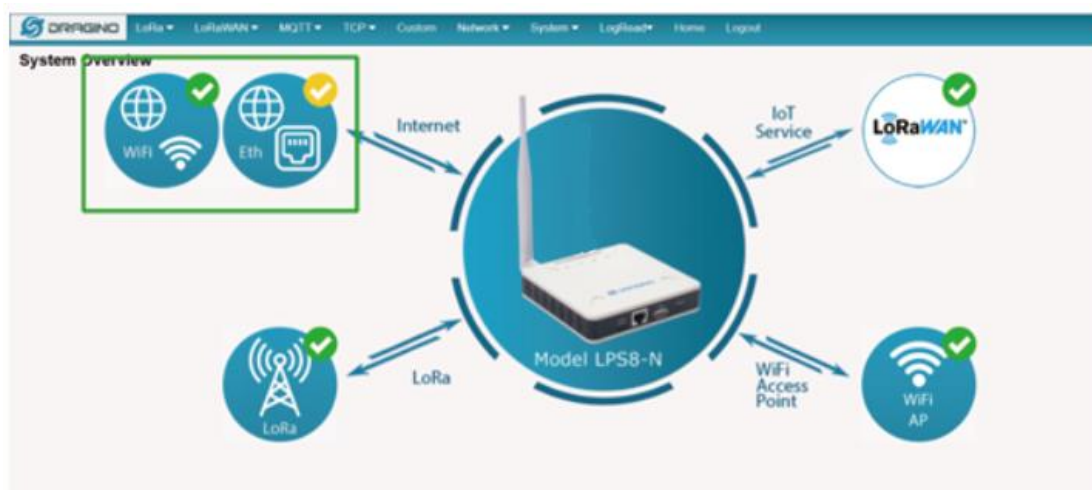 DRAGINO LoRa LoRaWAN MQTT TCP Custom Network System LogRead Home Logout
System Overview
WiFi
Eth
Internet
IoT
Service
LoRaWAN
Model LPS8-N
LoRa
LoRa
WiFi
Access
Point
WiFi
AP